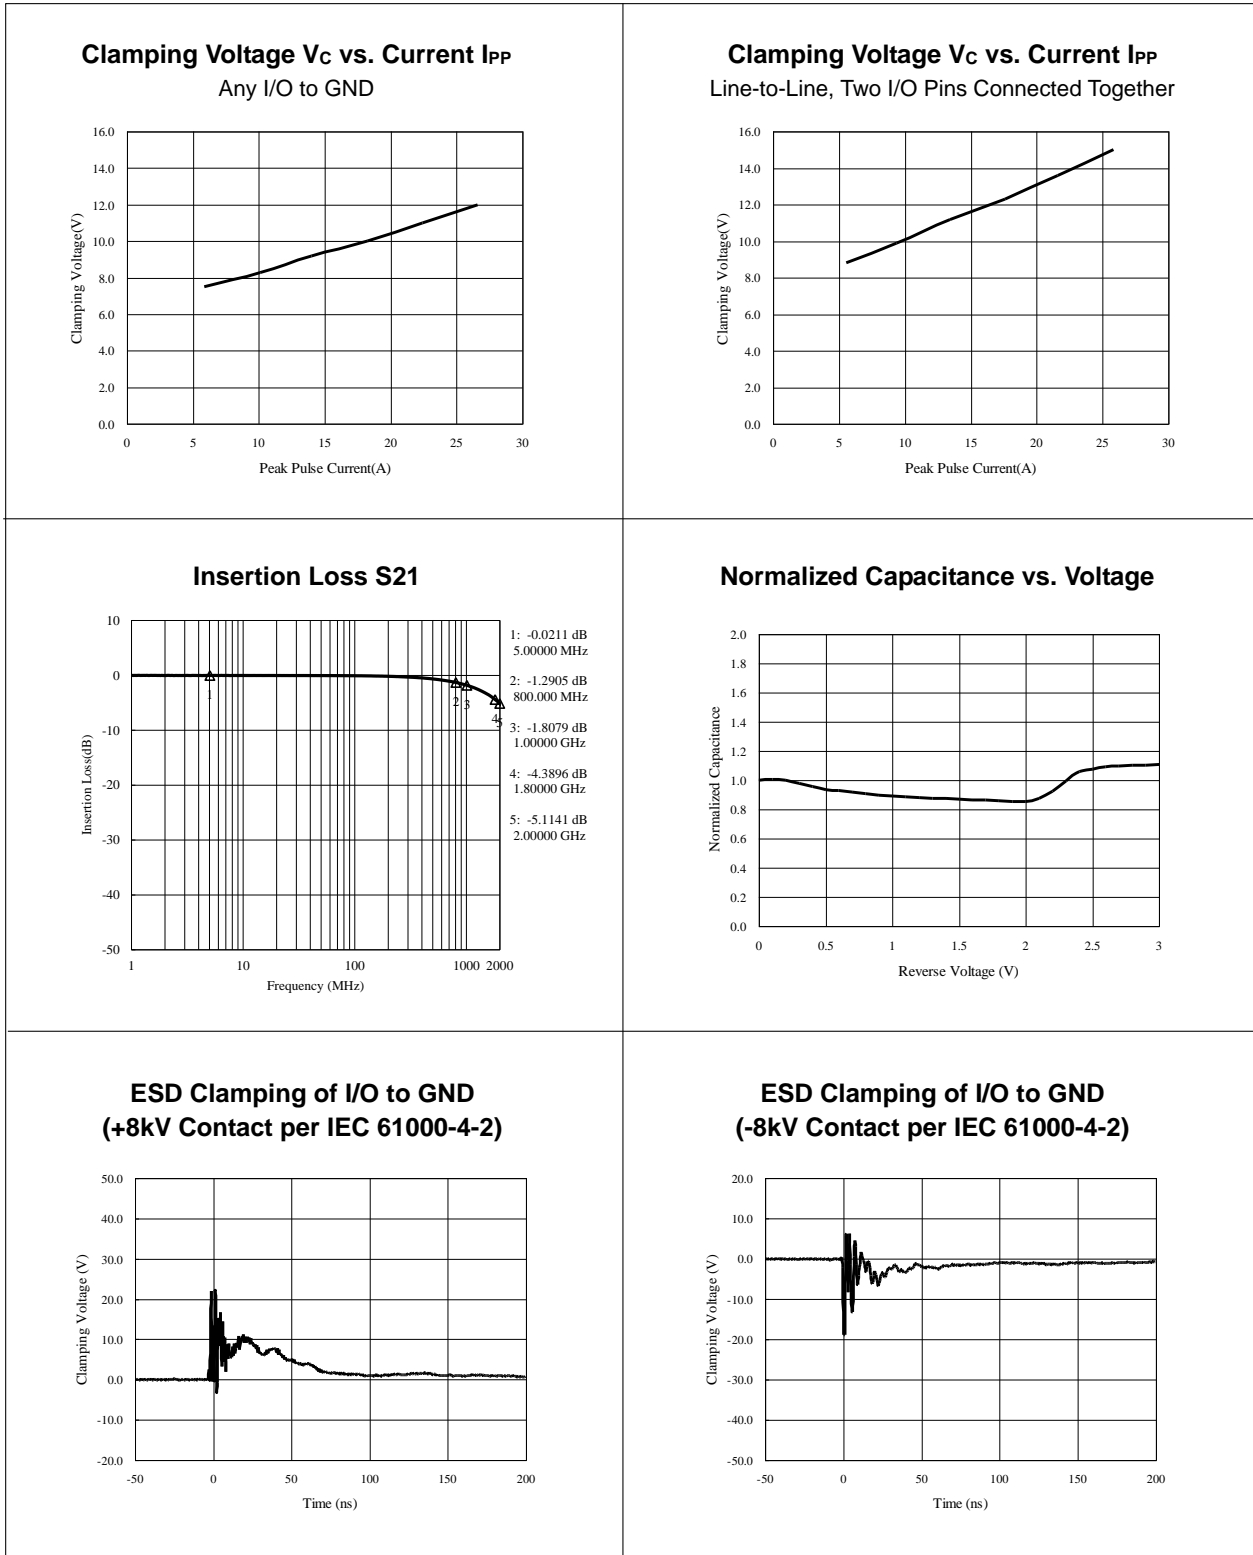 Clamping Voltage VC vs. Current IPP
Any I/O to GND
16.0
14.0
12.0
10.0
8.0
6.0
4.0
2.0
0.0
Clamping Voltage(V)
0 5 10 15 20 25 30
Peak Pulse Current(A)
Clamping Voltage VC vs. Current IPP
Line-to-Line, Two I/O Pins Connected Together
16.0
14.0
12.0
10.0
8.0
6.0
4.0
2.0
0.0
Clamping Voltage(V)
0 5 10 15 20 25 30
Peak Pulse Current(A)
Insertion Loss S21
10
0
-10
-20
-30
-40
-50
Insertion Loss(dB)
1 2 3 4 5
1 10 100 1000 2000
Frequency (MHz)
1: -0.0211 dB
5.00000 MHz
2: -1.2905 dB
800.000 MHz
3: -1.8079 dB
1.00000 GHz
4: -4.3896 dB
1.80000 GHz
5: -5.1141 dB
2.00000 GHz
Normalized Capacitance vs. Voltage
2.0
1.8
1.6
1.4
1.2
1.0
0.8
0.6
0.4
0.2
0.0
Normalized Capacitance
0 0.5 1 1.5 2 2.5 3
Reverse Voltage (V)
ESD Clamping of I/O to GND
(+8kV Contact per IEC 61000-4-2)
50.0
40.0
30.0
20.0
10.0
0.0
-10.0
-20.0
Clamping Voltage (V)
-50 0 50 100 150 200
Time (ns)
ESD Clamping of I/O to GND
(-8kV Contact per IEC 61000-4-2)
20.0
10.0
0.0
-10.0
-20.0
-30.0
-40.0
-50.0
Clamping Voltage (V)
-50 0 50 100 150 200
Time (ns)